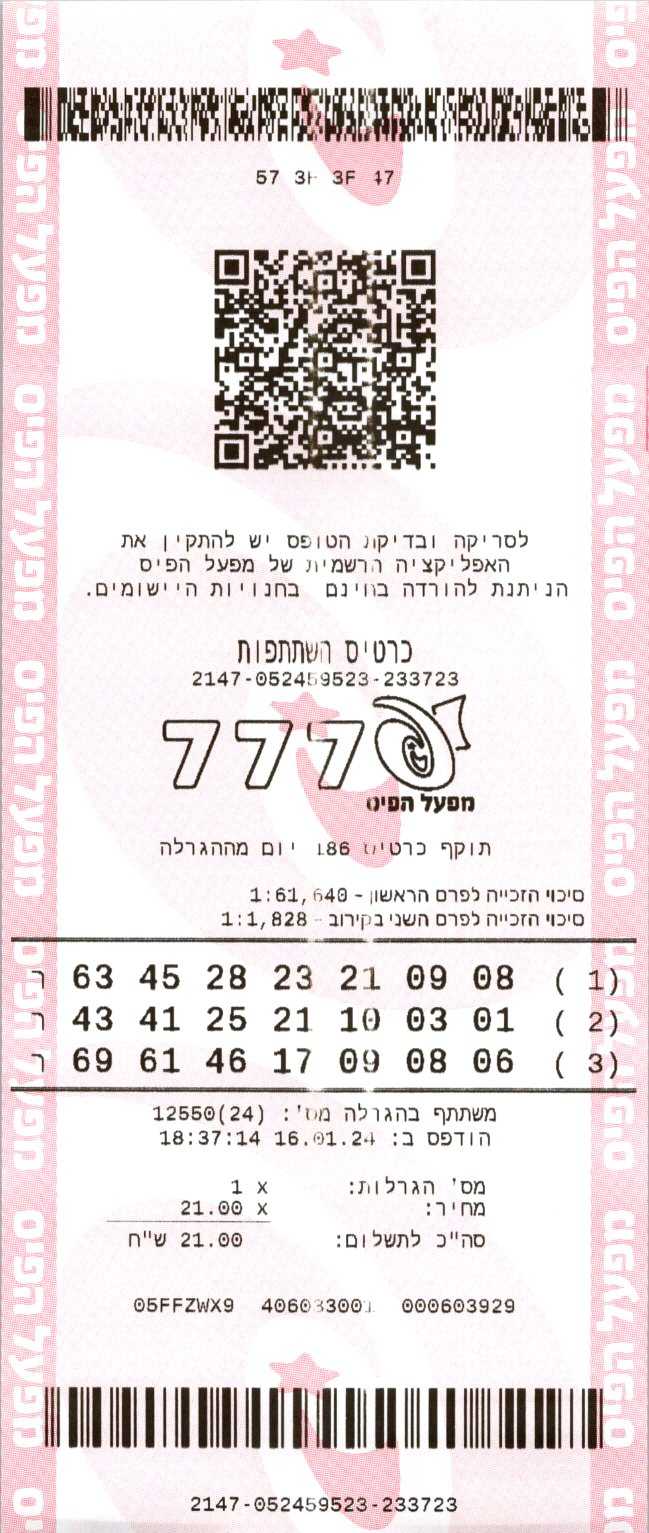 57 3F 47
לסריקה ובדיקת הטופס יש להתקין את
האפליקציה הרשמית של מפעל הפיס
הניתנת להורדה בחינם בחנויות היישומים.
כרטיס השתתפות
2147-052459523-233723
777
מפעל הפיס
תוקף כרטיס 186 יום מההגרלה
סיכוי הזכייה לפרס הראשון - 1:61,640
סיכוי הזכייה לפרס השני בקירוב - 1:1,828
(1 ) 08 09 21 23 28 45 63 ר
(2 ) 01 03 10 21 25 41 43 ר
(3 ) 06 08 09 17 46 61 69 ר
משתתף בהגרלה מס': 12550(24)
הודפס ב: 16.01.24 18:37:14
מס' הגרלות: x 1
מחיר: x 21.00
סה"כ לתשלום: 21.00 ש"ח
05FFZWX9 000603929
2147-052459523-233723
מפעל הפיס